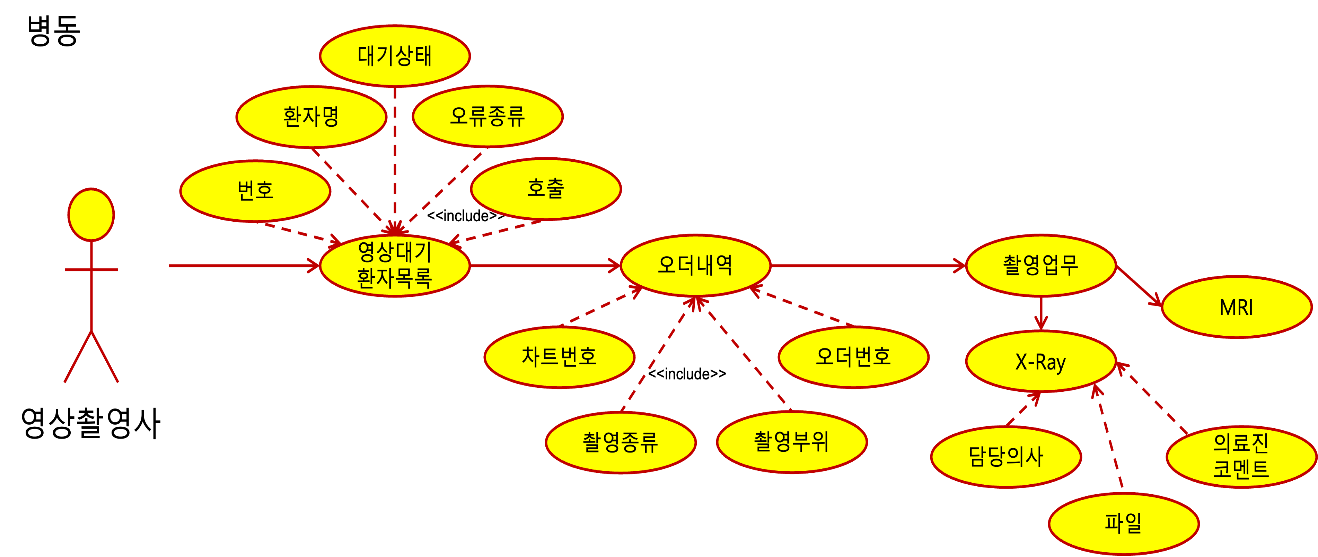 병동
대기상태
환자명
오류종류
번호
호출
<<include>>
영상대기
환자목록
오더내역
촬영업무
MRI
차트번호
오더번호
X-Ray
<<include>>
촬영종류
촬영부위
담당의사
의료진
코멘트
파일
영상촬영사